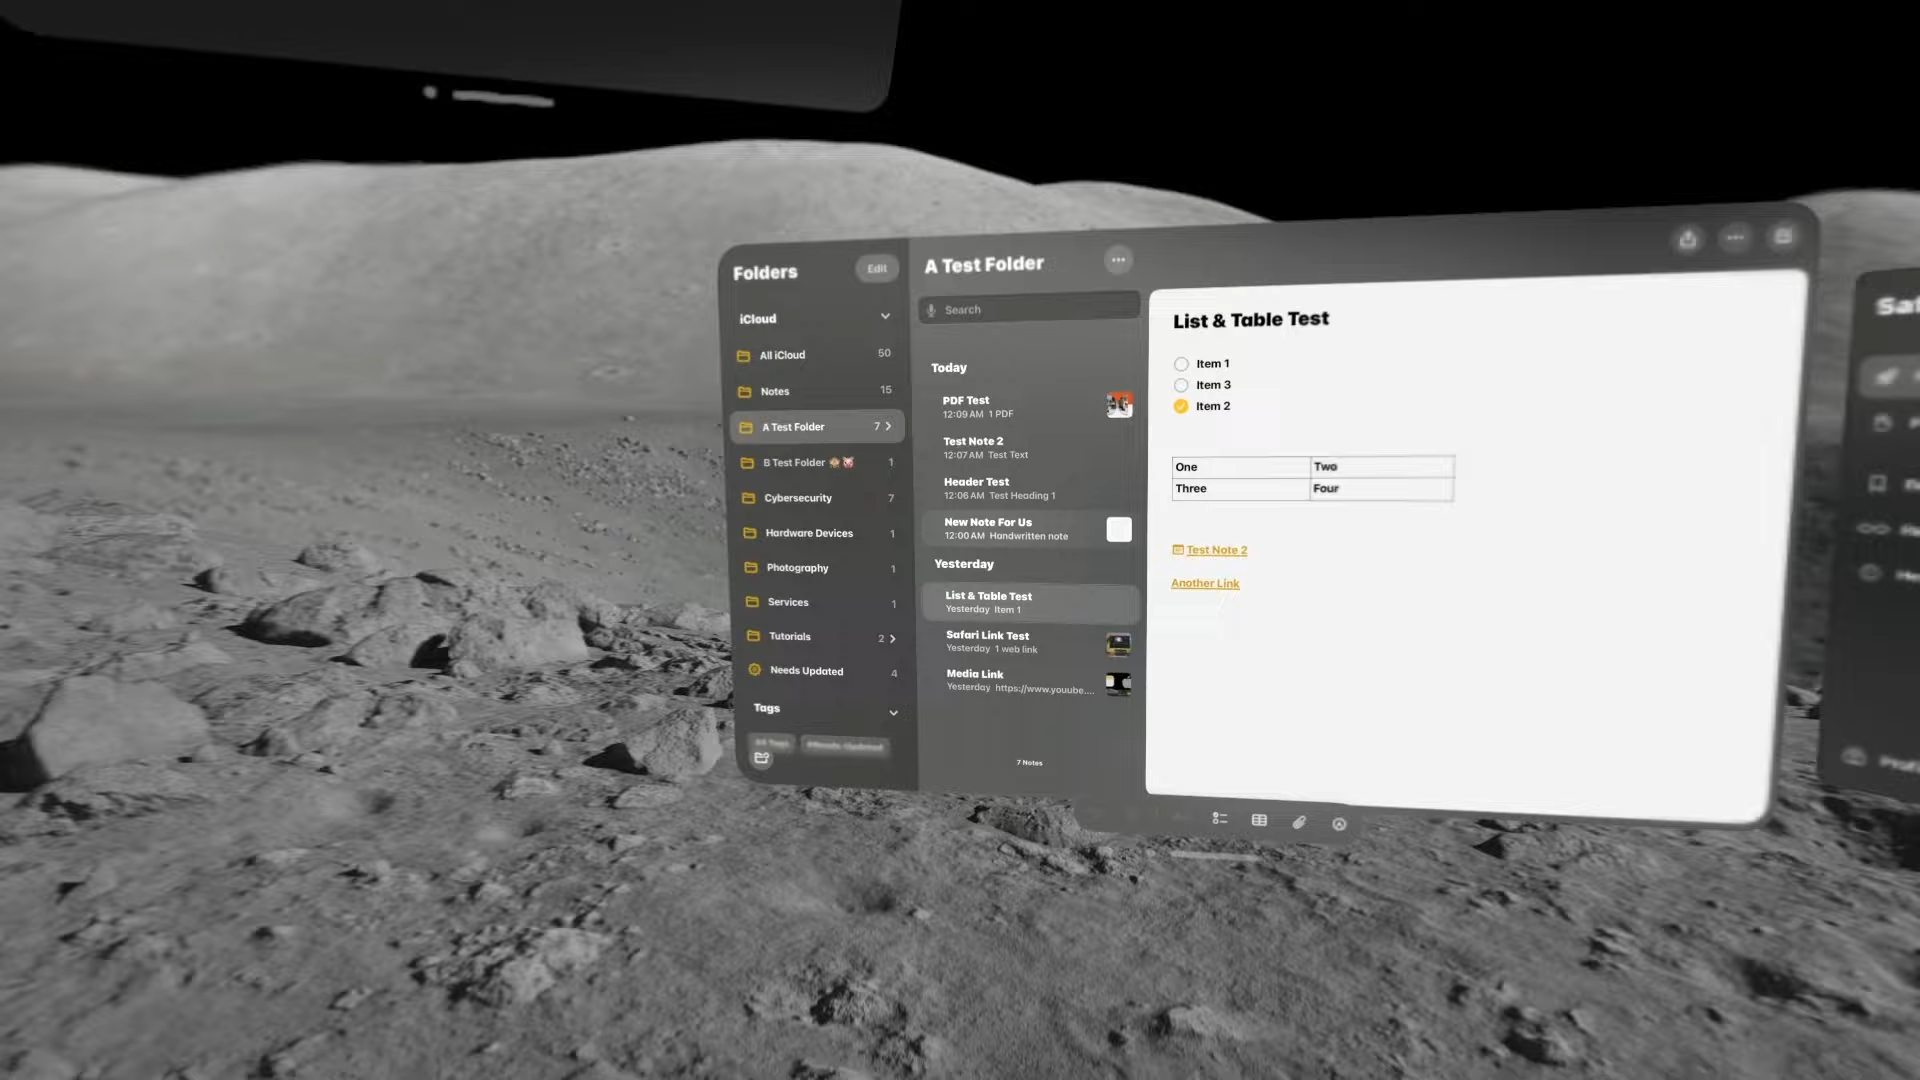 Folders
Edit
iCloud
All iCloud 50
Notes 15
A Test Folder 7
B Test Folder 🐵🐷 1
Cybersecurity 7
Hardware Devices 1
Photography 1
Services 1
Tutorials 2
Needs Updated 4
Tags
A Test Folder
Search
Today
PDF Test
12:09 AM 1 PDF
Test Note 2
12:07 AM Test Text
Header Test
12:06 AM Test Heading 1
New Note For Us
12:00 AM Handwritten note
Yesterday
List & Table Test
Yesterday Item 1
Safari Link Test
Yesterday 1 web link
Media Link
Yesterday https://www.youube....
7 Notes
List & Table Test
Item 1
Item 3
Item 2
One Two
Three Four
Test Note 2
Another Link